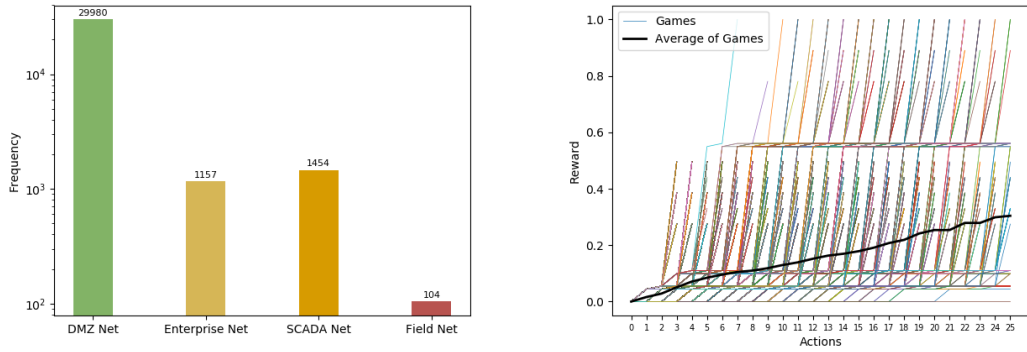 29980
1157
1454
104
10⁴
10³
10²
Frequency
DMZ Net Enterprise Net SCADA Net Field Net
Games
Average of Games
1.0
0.8
0.6
0.4
0.2
0.0
Reward
0 1 2 3 4 5 6 7 8 9 10 11 12 13 14 15 16 17 18 19 20 21 22 23 24 25
Actions